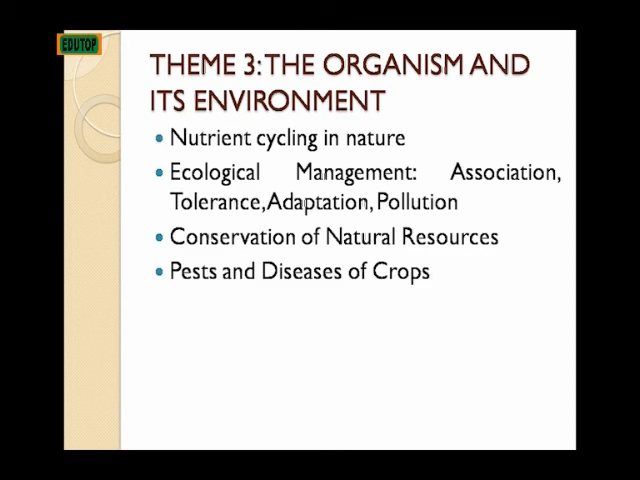 EDUTOP
THEME 3: THE ORGANISM AND
ITS ENVIRONMENT
• Nutrient cycling in nature
• Ecological Management: Association,
Tolerance, Adaptation, Pollution
• Conservation of Natural Resources
• Pests and Diseases of Crops